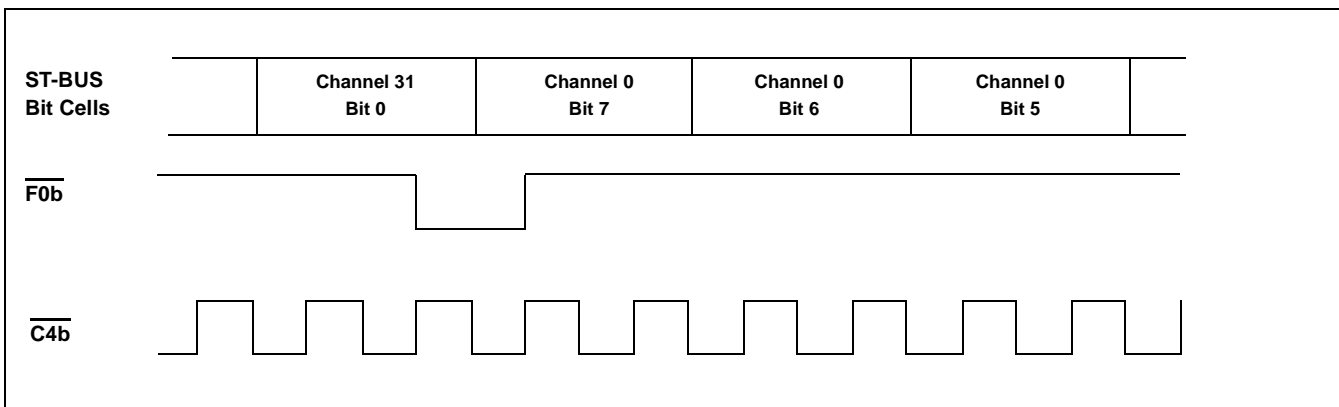 ST-BUS
Bit Cells
Channel 31
Bit 0
Channel 0
Bit 7
Channel 0
Bit 6
Channel 0
Bit 5
F0b
C4b